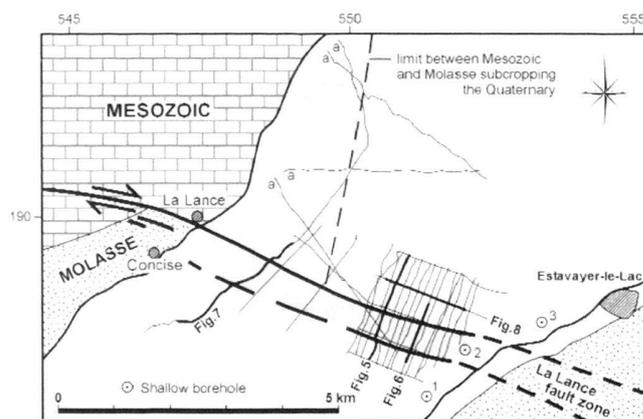 545
550
555
limit between Mesozoic
and Molasse subcropping
the Quaternary
MESOZOIC
a
a
a
a
190
La Lance
MOLASSE
Concise
Fig.7
Estavayer-le-Lac
Fig.8
3
2
1
Fig.5
Fig.6
La Lance
fault zone
Shallow borehole
0
5 km